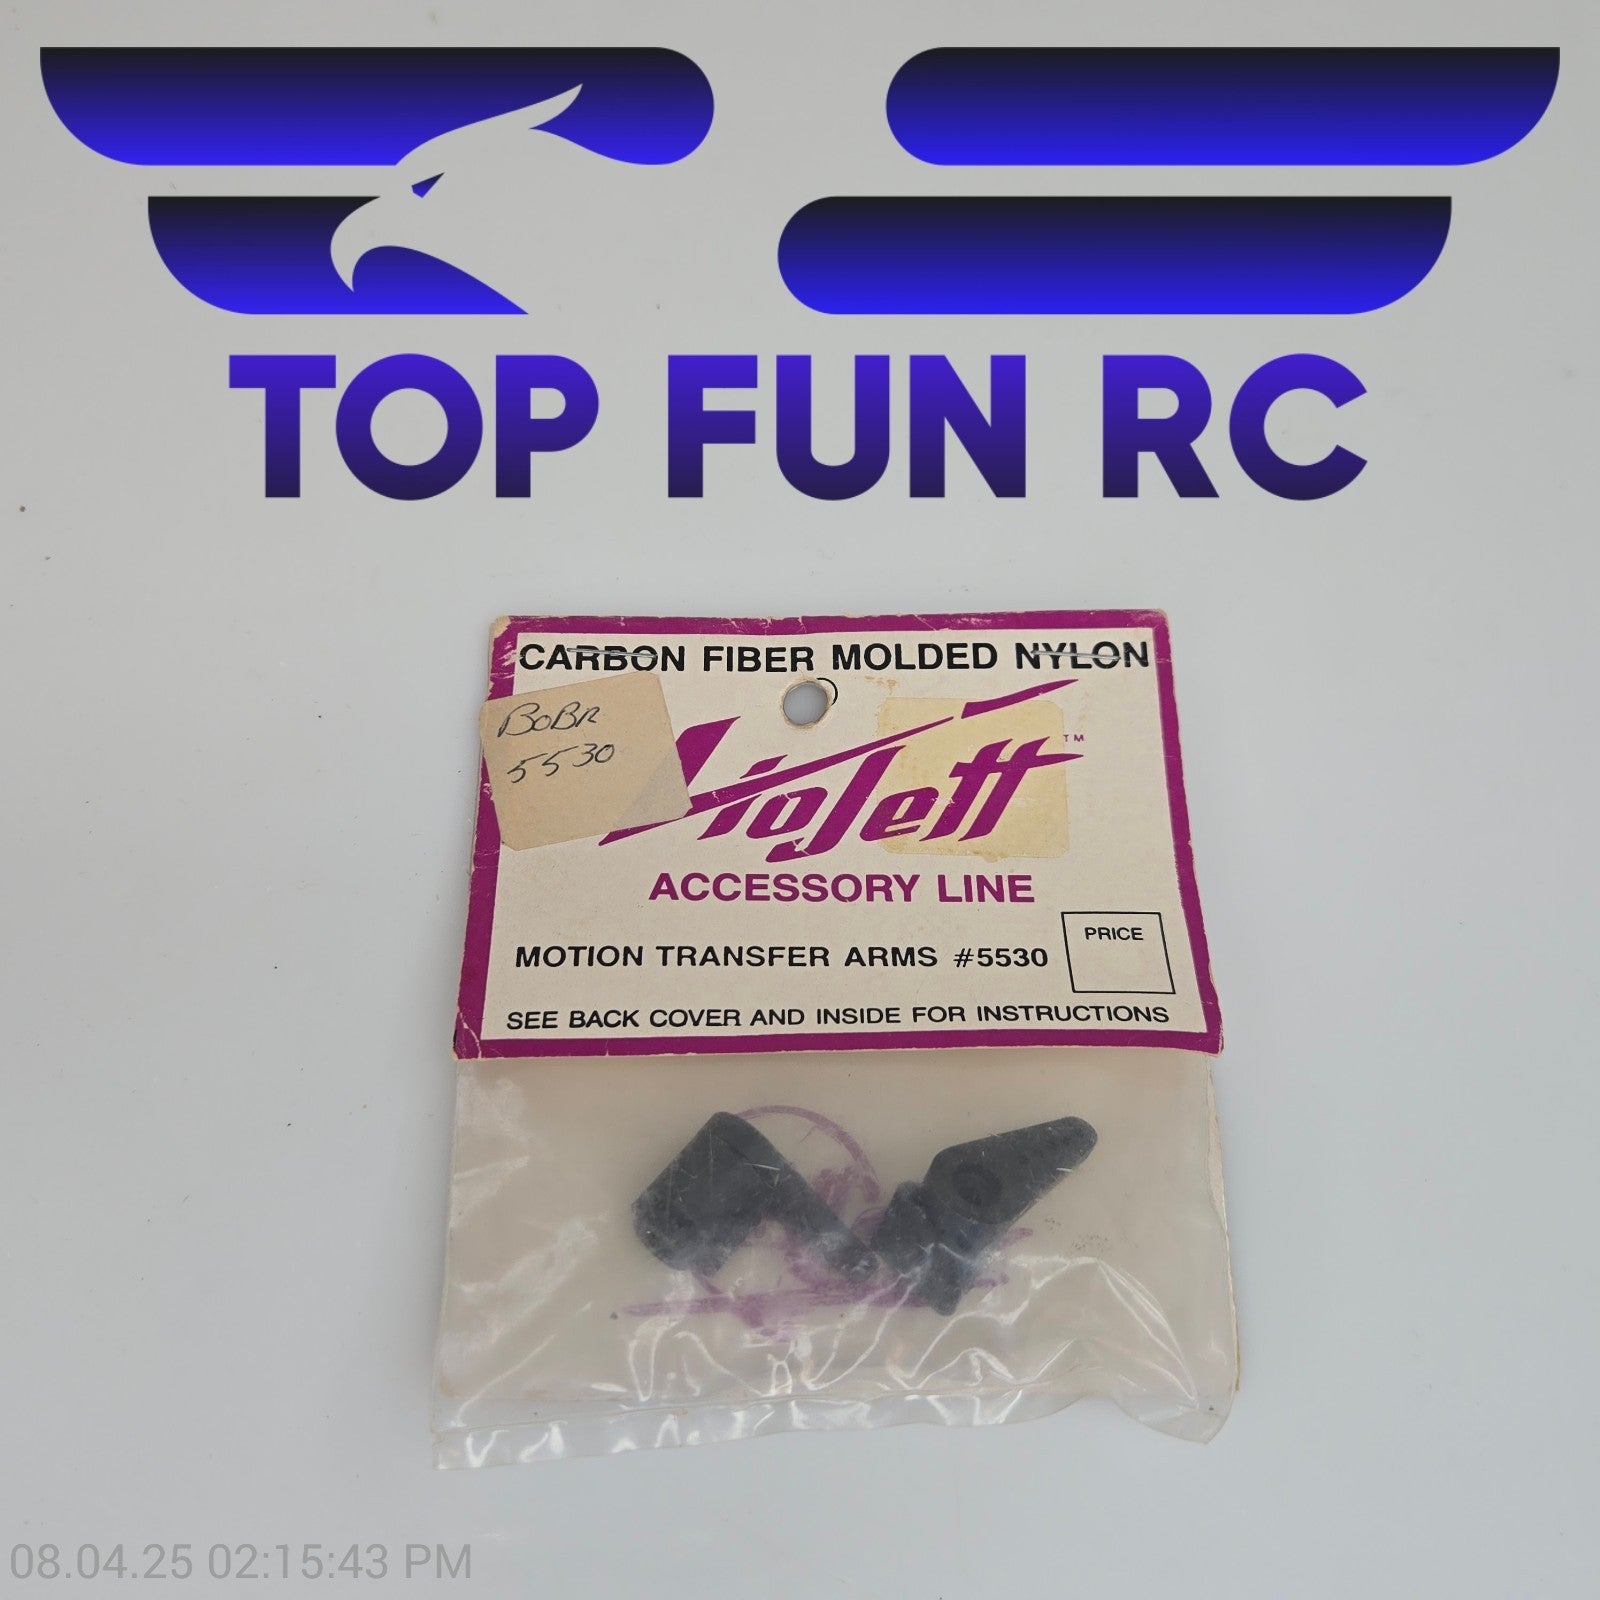 TOP FUN RC
CARBON FIBER MOLDED NYLON
BOBR
5530
VioJett™
ACCESSORY LINE
MOTION TRANSFER ARMS #5530
PRICE
SEE BACK COVER AND INSIDE FOR INSTRUCTIONS
08.04.25 02:15:43 PM